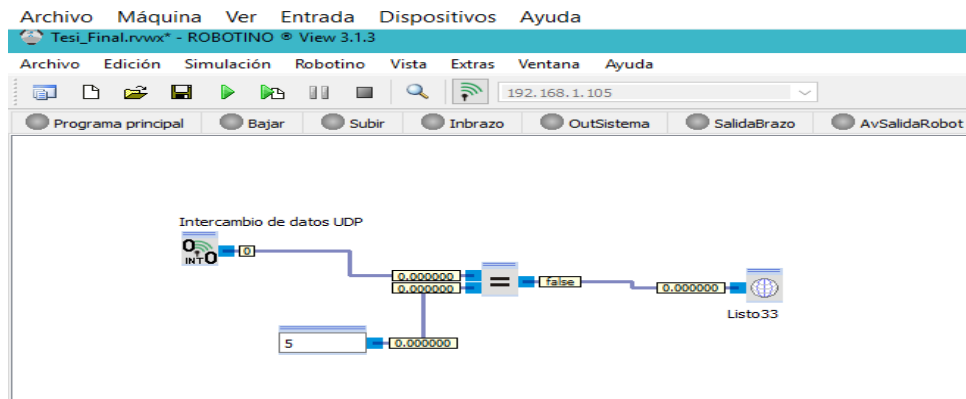 Archivo Máquina Ver Entrada Dispositivos Ayuda
Tesi_Final.rvwx* - ROBOTINO ® View 3.1.3
Archivo Edición Simulación Robotino Vista Extras Ventana Ayuda
192.168.1.105
Programa principal Bajar Subir Inbrazo OutSistema SalidaBrazo AvSalidaRobot
Intercambio de datos UDP
0 INTO 0
0.000000
0.000000 = false 0.000000
Listo33
5 0.000000